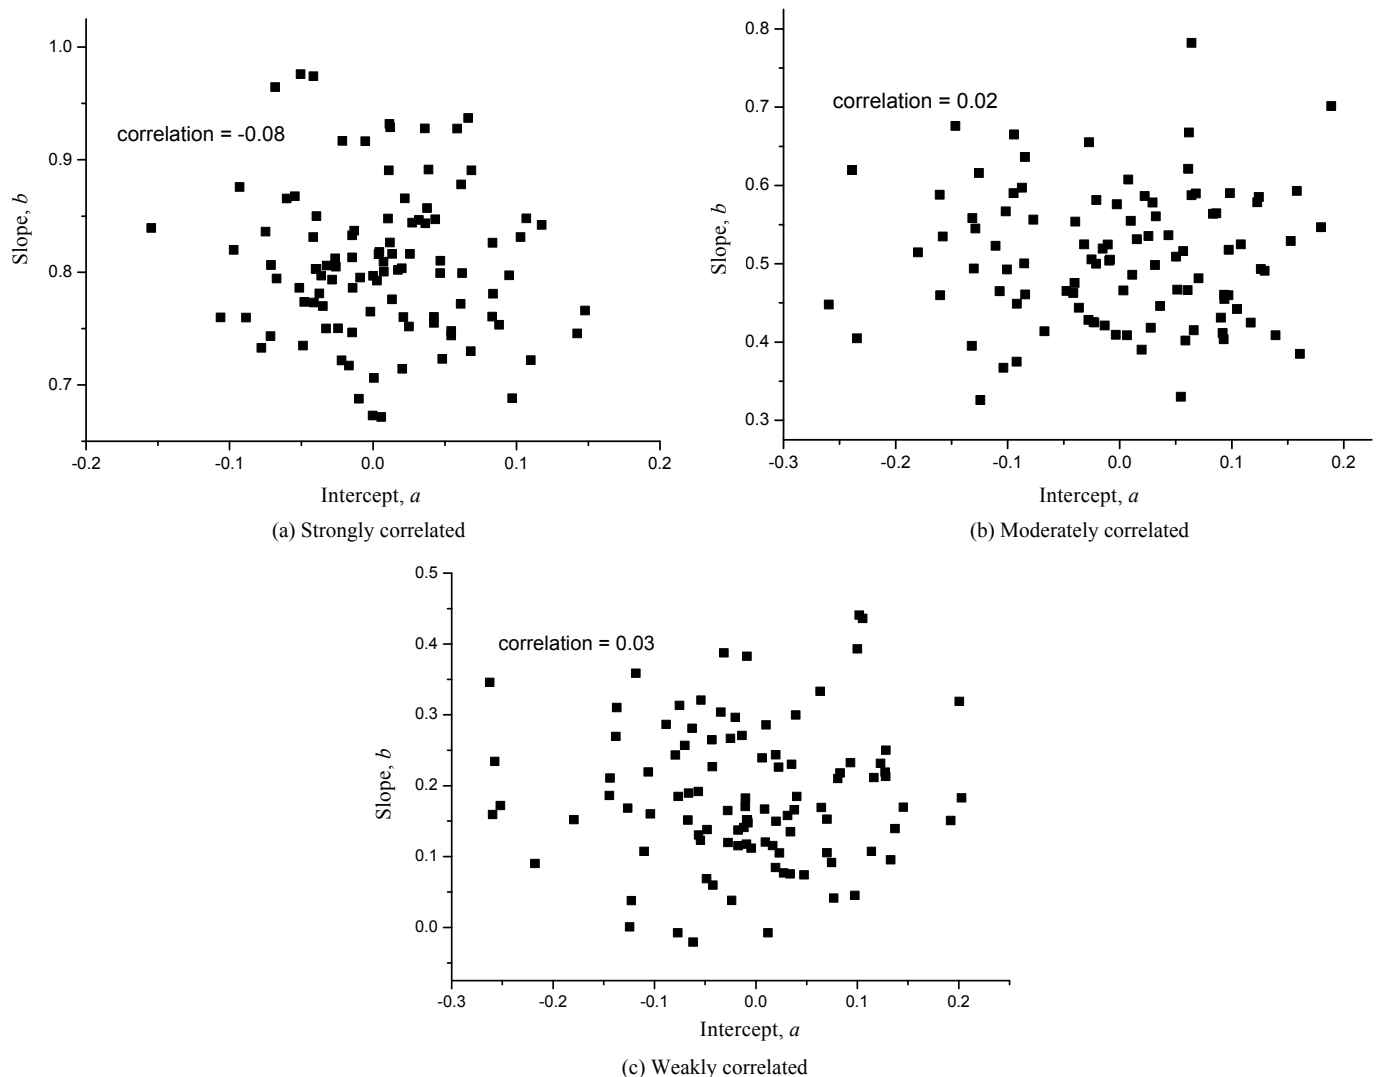 1.0
0.9
0.8
0.7
-0.2
-0.1
0.0
0.1
0.2
Slope, b
Intercept, a
correlation = -0.08
(a) Strongly correlated
0.8
0.7
0.6
0.5
0.4
0.3
-0.3
-0.2
-0.1
0.0
0.1
0.2
Slope, b
Intercept, a
correlation = 0.02
(b) Moderately correlated
0.5
0.4
0.3
0.2
0.1
0.0
-0.3
-0.2
-0.1
0.0
0.1
0.2
Slope, b
Intercept, a
correlation = 0.03
(c) Weakly correlated